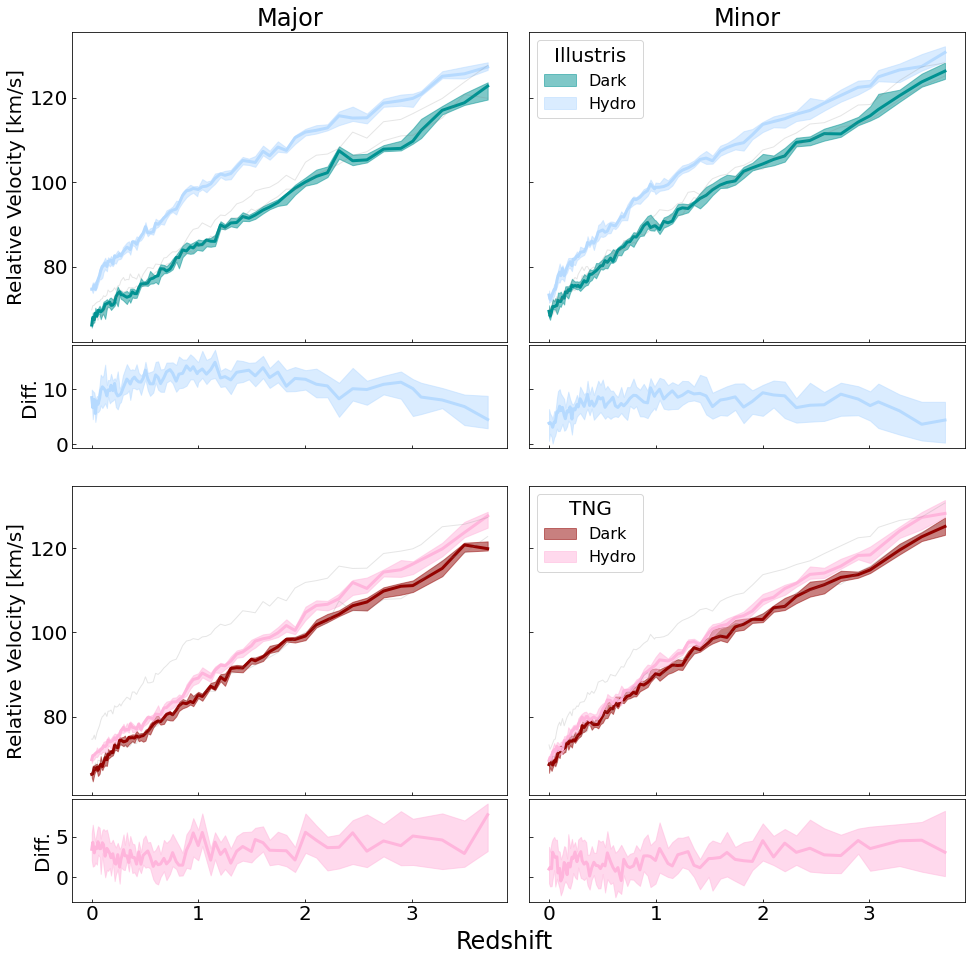 Major
Minor
Relative Velocity [km/s]
120
100
80
Illustris
Dark
Hydro
Diff.
10
0
Relative Velocity [km/s]
120
100
80
TNG
Dark
Hydro
Diff.
5
0
0 1 2 3
0 1 2 3
Redshift